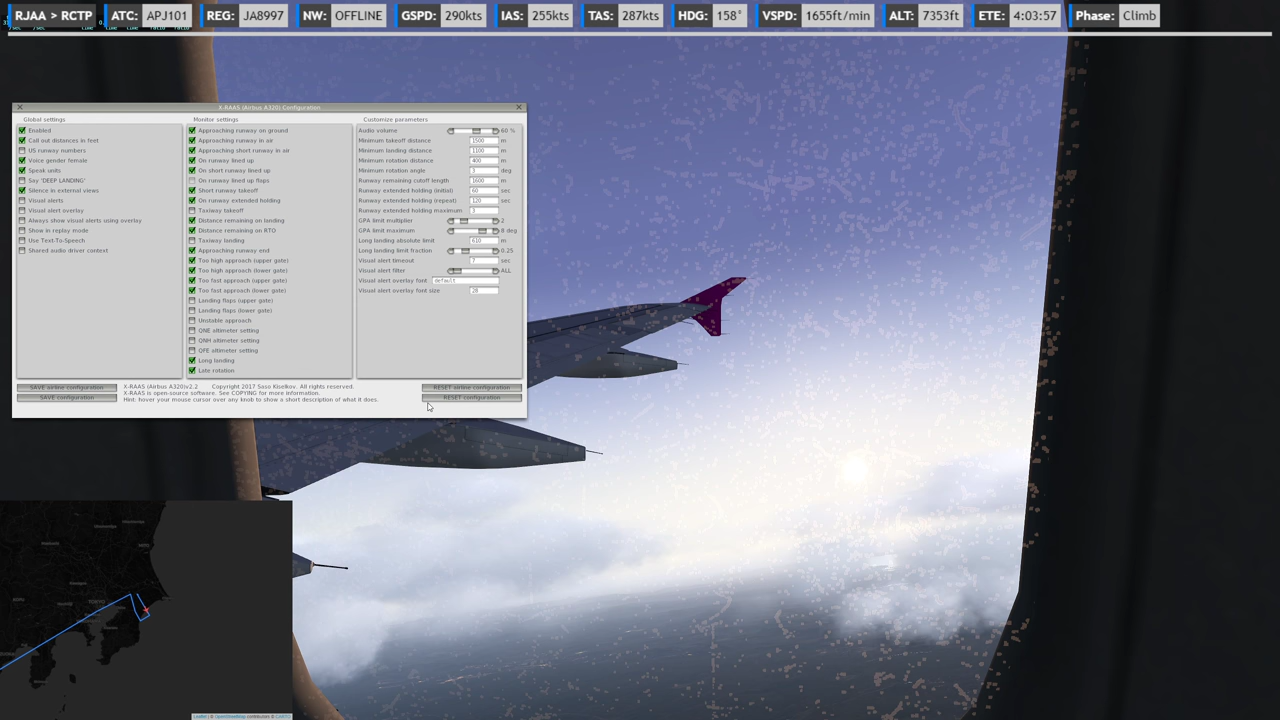 RJAA > RCTP ATC: APJ101 REG: JA8997 NW: OFFLINE GSPD: 290kts IAS: 255kts TAS: 287kts HDG: 158° VSPD: 1655ft/min ALT: 7353ft ETE: 4:03:57 Phase: Climb
X-RAAS (Airbus A320) Configuration
Global settings
Enabled
Call out distances in feet
US runway numbers
Voice gender female
Speak units
Say 'DEEP LANDING'
Silence in external views
Visual alerts
Visual alert overlay
Always show visual alerts using overlay
Show in replay mode
Use Text-To-Speech
Shared audio driver context
Monitor settings
Approaching runway on ground
Approaching runway in air
Approaching short runway in air
On runway lined up
On short runway lined up
On runway lined up flaps
Short runway takeoff
On runway extended holding
Taxiway takeoff
Distance remaining on landing
Distance remaining on RTO
Taxiway landing
Approaching runway end
Too high approach (upper gate)
Too high approach (lower gate)
Too fast approach (upper gate)
Too fast approach (lower gate)
Landing flaps (upper gate)
Landing flaps (lower gate)
Unstable approach
QNE altimeter setting
QNH altimeter setting
QFE altimeter setting
Long landing
Late rotation
Customize parameters
Audio volume 60 %
Minimum takeoff distance 1500 m
Minimum landing distance 1100 m
Minimum rotation distance 400 m
Minimum rotation angle 3 deg
Runway remaining cutoff length 1600 m
Runway extended holding (initial) 60 sec
Runway extended holding (repeat) 120 sec
Runway extended holding maximum 3
GPA limit multiplier 2
GPA limit maximum 8 deg
Long landing absolute limit 610 m
Long landing limit fraction 0.25
Visual alert timeout 7 sec
Visual alert filter ALL
Visual alert overlay font default
Visual alert overlay font size 28
SAVE airline configuration
SAVE configuration
X-RAAS (Airbus A320)v2.2 Copyright 2017 Saso Kiselkov. All rights reserved.
X-RAAS is open-source software. See COPYING for more information.
Hint: hover your mouse cursor over any knob to show a short description of what it does.
RESET airline configuration
RESET configuration
Leaflet | © OpenStreetMap contributors © CARTO